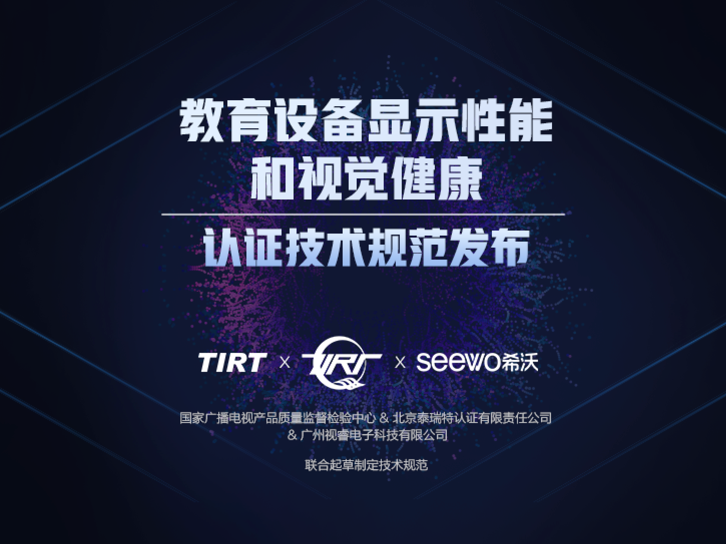 教育设备显示性能
和视觉健康
认证技术规范发布
TIRT x TIRT x seewo希沃
国家广播电视产品质量监督检验中心 & 北京泰瑞特认证有限责任公司
& 广州视睿电子科技有限公司
联合起草制定技术规范